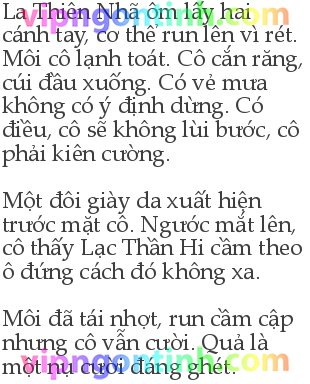 La Thiên Nhã ôm lấy hai
cánh tay, cơ thể run lên vì rét.
Môi cô lạnh toát. Cô cắn răng,
cúi đầu xuống. Có vẻ mưa
không có ý định dừng. Có
điều, cô sẽ không lùi bước, cô
phải kiên cường.
Một đôi giày da xuất hiện
trước mặt cô. Ngước mắt lên,
cô thấy Lạc Thần Hi cầm theo
ô đứng cách đó không xa.
Môi đã tái nhợt, run cầm cập
nhưng cô vẫn cười. Quả là
một nụ cười đáng ghét.
vipngontinh.com
vipngontinh.com